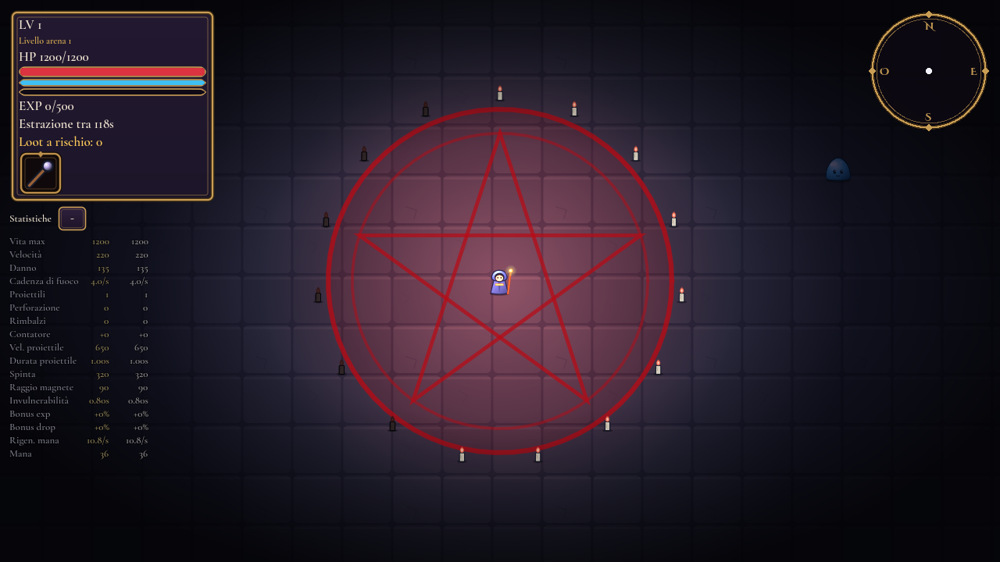 LV 1
Livello arena 1
HP 1200/1200
EXP 0/500
Estrazione tra 118s
Loot a rischio: 0
N
O E
S
Statistiche -
Vita max 1200 1200
Velocità 220 220
Danno 135 135
Cadenza di fuoco 4.0/s 4.0/s
Proiettili 1 1
Perforazione 0 0
Rimbalzi 0 0
Contatore +0 +0
Vel. proiettile 650 650
Durata proiettile 1.00s 1.00s
Spinta 320 320
Raggio magnete 90 90
Invulnerabilità 0.80s 0.80s
Bonus exp +0% +0%
Bonus drop +0% +0%
Rigen. mana 10.8/s 10.8/s
Mana 36 36